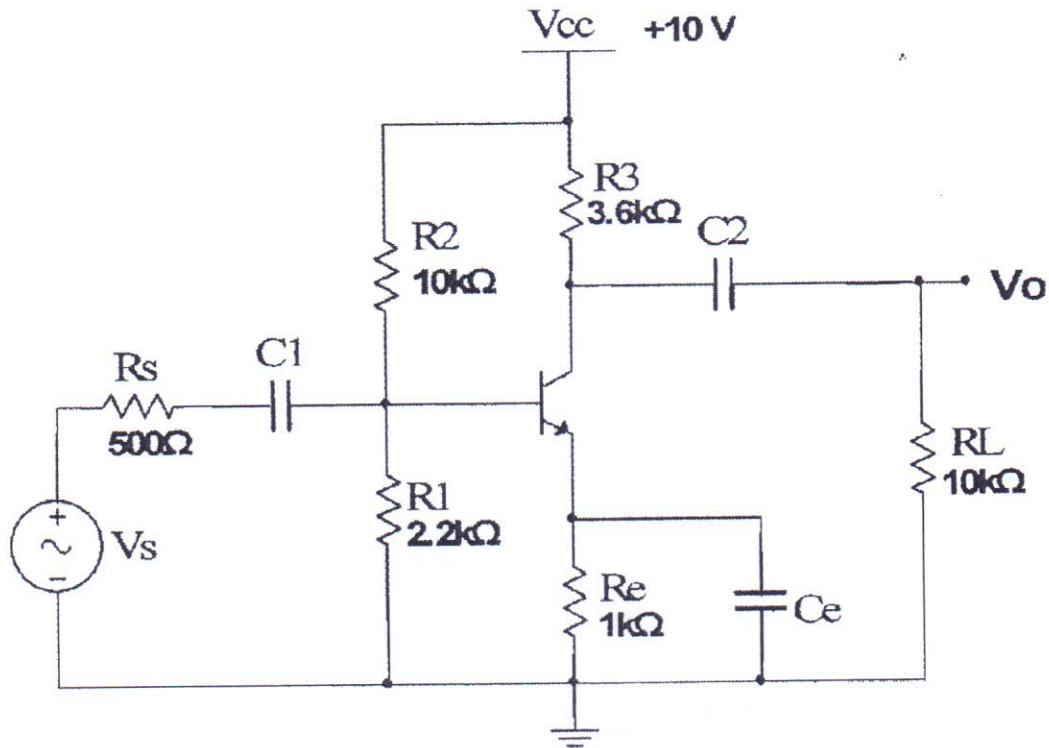 Vcc +10 V
R3
3.6kΩ
C2
R2
10kΩ
Vo
C1
Rs
500Ω
RL
10kΩ
R1
2.2kΩ
+
Vs
-
Re
1kΩ
Ce